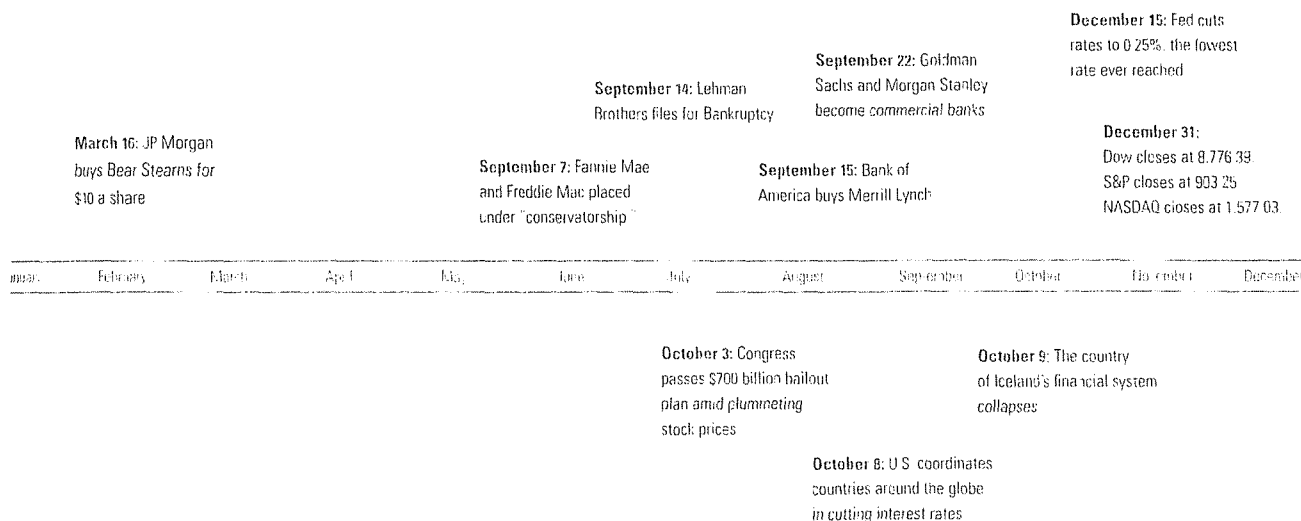 December 15: Fed cuts
rates to 0.25%, the lowest
rate ever reached
September 22: Goldman
Sachs and Morgan Stanley
become commercial banks
September 14: Lehman
Brothers files for Bankruptcy
March 16: JP Morgan
buys Bear Stearns for
$10 a share
September 7: Fannie Mae
and Freddie Mac placed
under "conservatorship."
September 15: Bank of
America buys Merrill Lynch
December 31:
Dow closes at 8,776.39.
S&P closes at 903.25
NASDAQ closes at 1,577.03.
February March April May June July August September October November December
October 3: Congress
passes $700 billion bailout
plan amid plummeting
stock prices
October 9: The country
of Iceland's financial system
collapses
October 8: U.S. coordinates
countries around the globe
in cutting interest rates